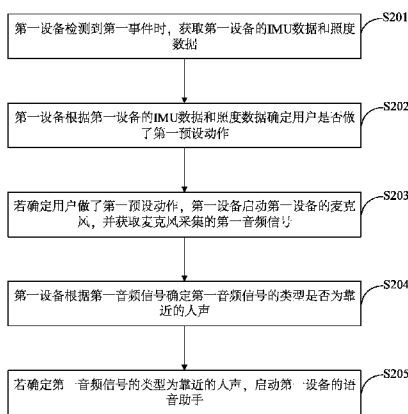 S201
第一设备检测到第一事件时，获取第一设备的IMU数据和照度
数据
S202
第一设备根据第一设备的IMU数据和照度数据确定用户是否做
了第一预设动作
S203
若确定用户做了第一预设动作，第一设备启动第一设备的麦克
风，并获取麦克风采集的第一音频信号
S204
第一设备根据第一音频信号确定第一音频信号的类型是否为靠
近的人声
S205
若确定第一音频信号的类型为靠近的人声，启动第一设备的语
音助手